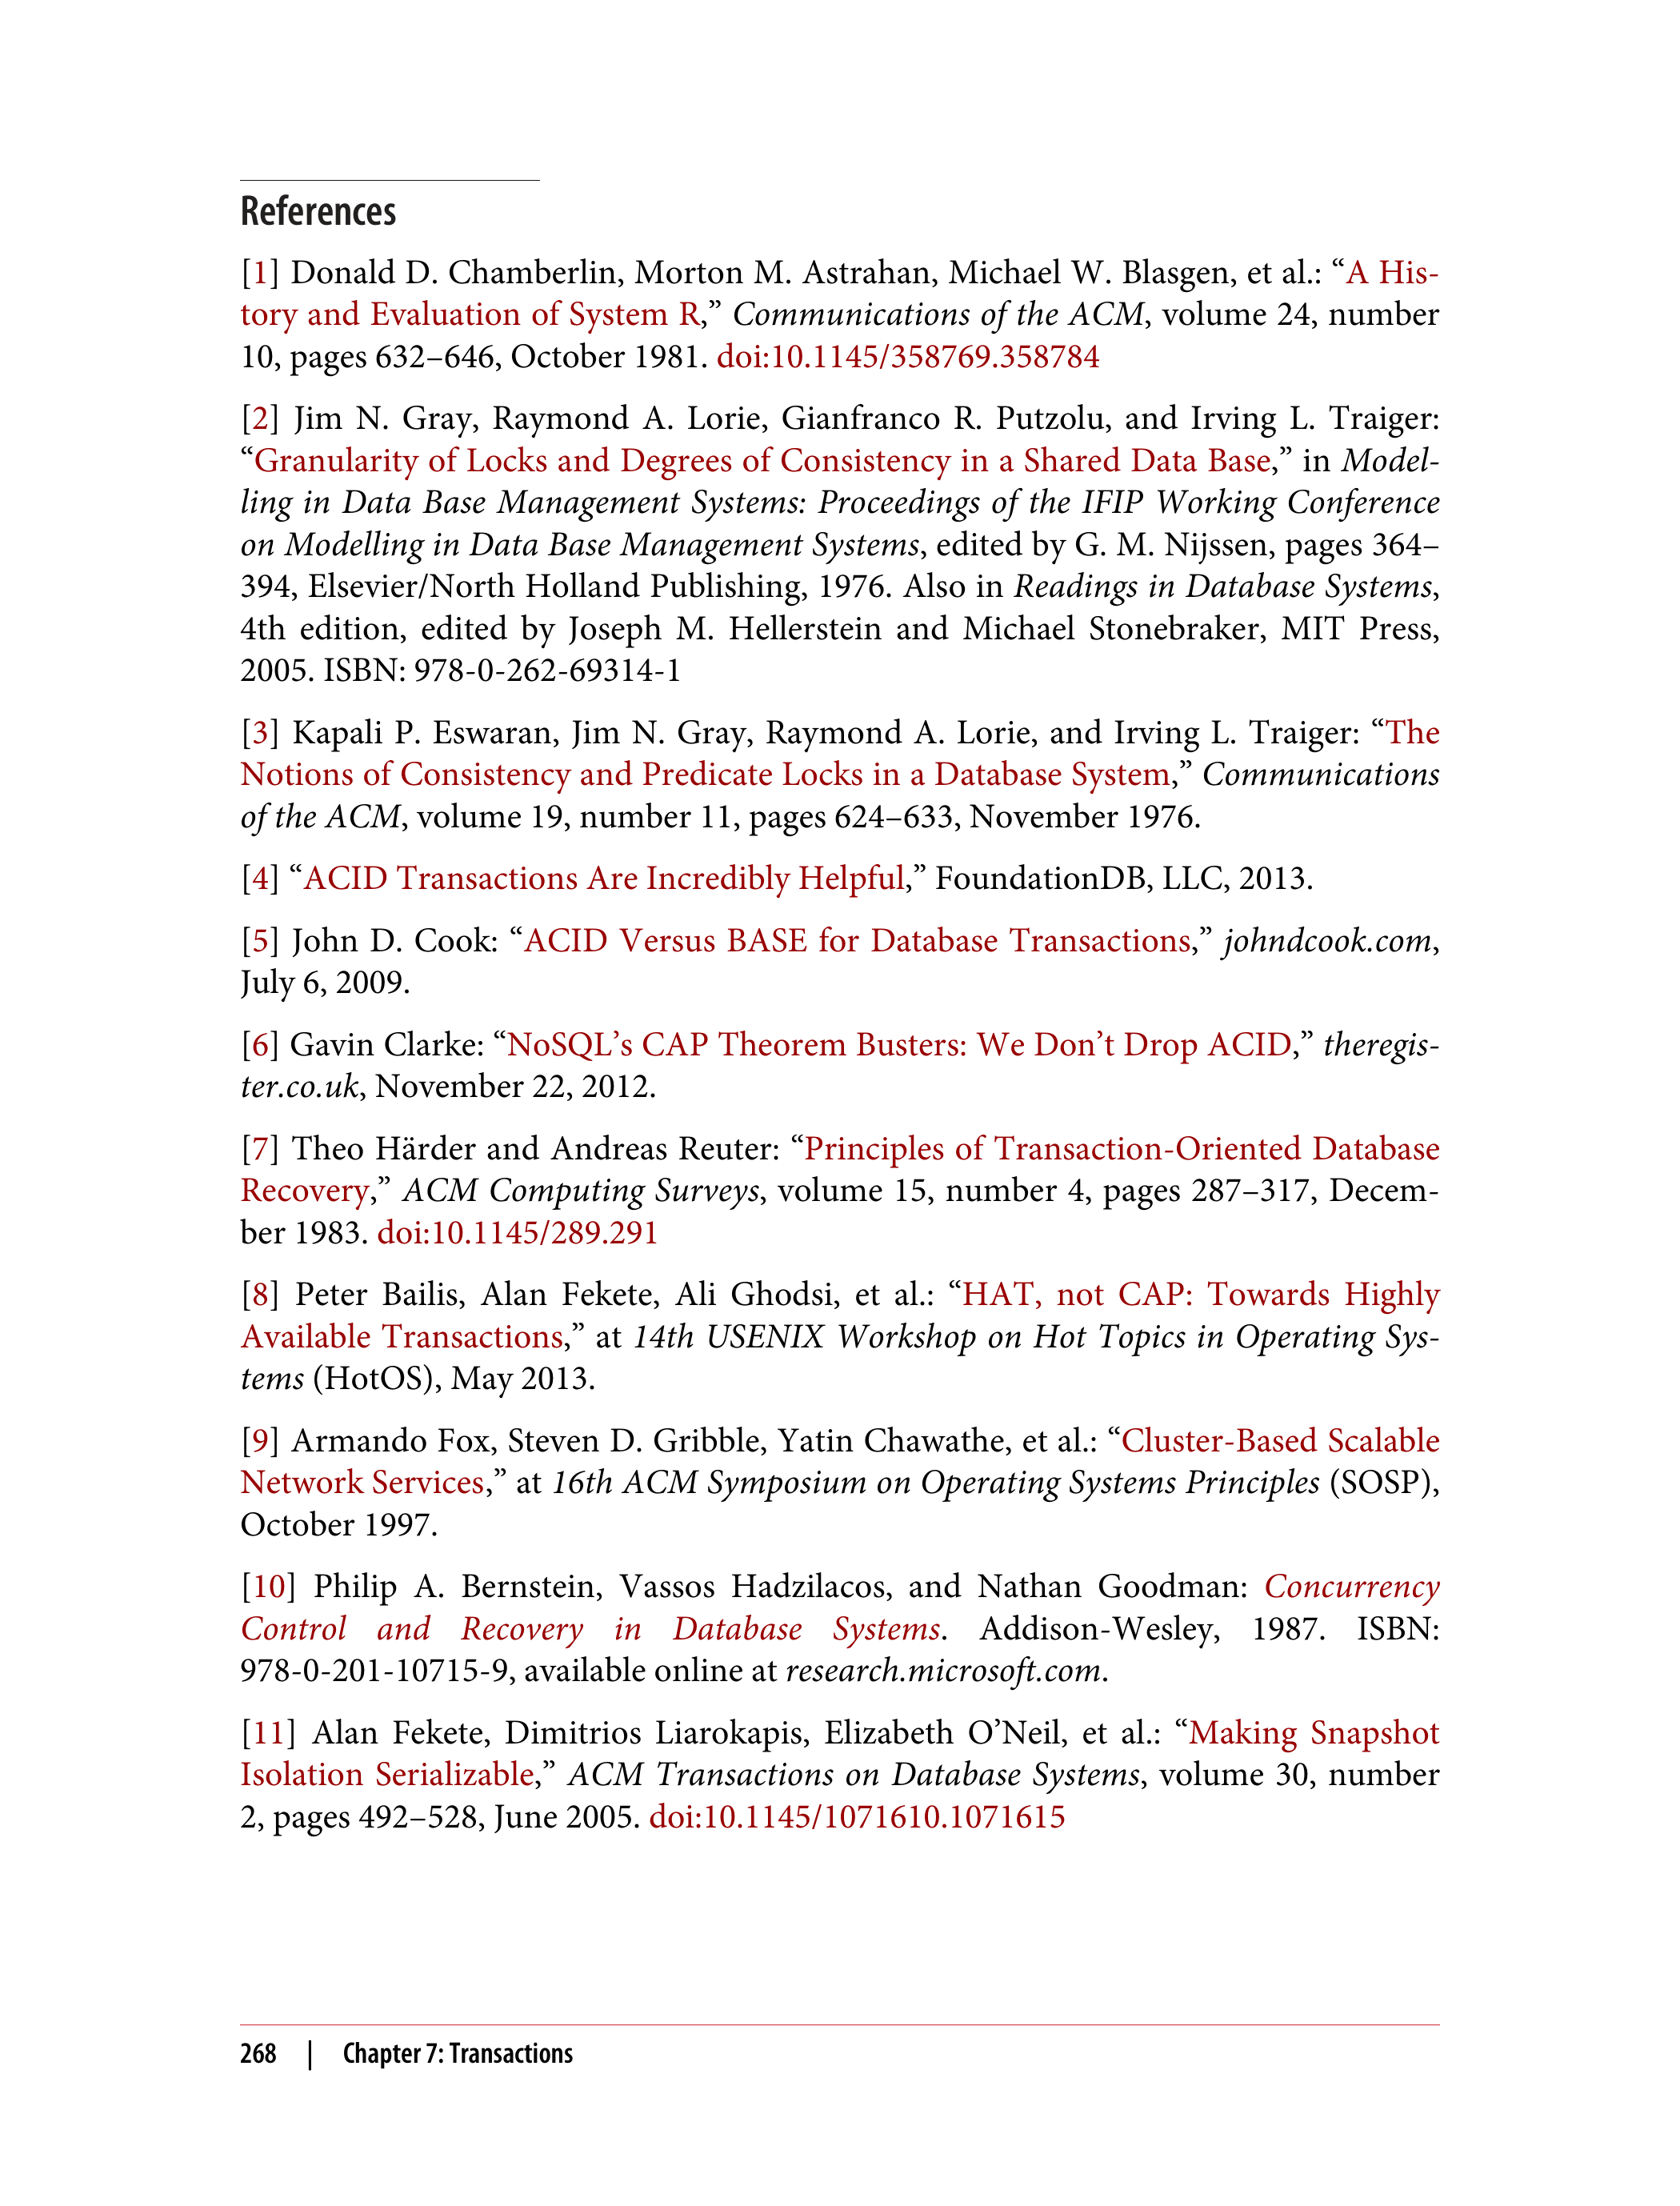 References
[1] Donald D. Chamberlin, Morton M. Astrahan, Michael W. Blasgen, et al.: “A His-
tory and Evaluation of System R,” Communications of the ACM, volume 24, number
10, pages 632–646, October 1981. doi:10.1145/358769.358784
[2] Jim N. Gray, Raymond A. Lorie, Gianfranco R. Putzolu, and Irving L. Traiger:
“Granularity of Locks and Degrees of Consistency in a Shared Data Base,” in Model-
ling in Data Base Management Systems: Proceedings of the IFIP Working Conference
on Modelling in Data Base Management Systems, edited by G. M. Nijssen, pages 364–
394, Elsevier/North Holland Publishing, 1976. Also in Readings in Database Systems,
4th edition, edited by Joseph M. Hellerstein and Michael Stonebraker, MIT Press,
2005. ISBN: 978-0-262-69314-1
[3] Kapali P. Eswaran, Jim N. Gray, Raymond A. Lorie, and Irving L. Traiger: “The
Notions of Consistency and Predicate Locks in a Database System,” Communications
of the ACM, volume 19, number 11, pages 624–633, November 1976.
[4] “ACID Transactions Are Incredibly Helpful,” FoundationDB, LLC, 2013.
[5] John D. Cook: “ACID Versus BASE for Database Transactions,” johndcook.com,
July 6, 2009.
[6] Gavin Clarke: “NoSQL’s CAP Theorem Busters: We Don’t Drop ACID,” theregis-
ter.co.uk, November 22, 2012.
[7] Theo Härder and Andreas Reuter: “Principles of Transaction-Oriented Database
Recovery,” ACM Computing Surveys, volume 15, number 4, pages 287–317, Decem-
ber 1983. doi:10.1145/289.291
[8] Peter Bailis, Alan Fekete, Ali Ghodsi, et al.: “HAT, not CAP: Towards Highly
Available Transactions,” at 14th USENIX Workshop on Hot Topics in Operating Sys-
tems (HotOS), May 2013.
[9] Armando Fox, Steven D. Gribble, Yatin Chawathe, et al.: “Cluster-Based Scalable
Network Services,” at 16th ACM Symposium on Operating Systems Principles (SOSP),
October 1997.
[10] Philip A. Bernstein, Vassos Hadzilacos, and Nathan Goodman: Concurrency
Control and Recovery in Database Systems. Addison-Wesley, 1987. ISBN:
978-0-201-10715-9, available online at research.microsoft.com.
[11] Alan Fekete, Dimitrios Liarokapis, Elizabeth O’Neil, et al.: “Making Snapshot
Isolation Serializable,” ACM Transactions on Database Systems, volume 30, number
2, pages 492–528, June 2005. doi:10.1145/1071610.1071615
268 | Chapter 7: Transactions